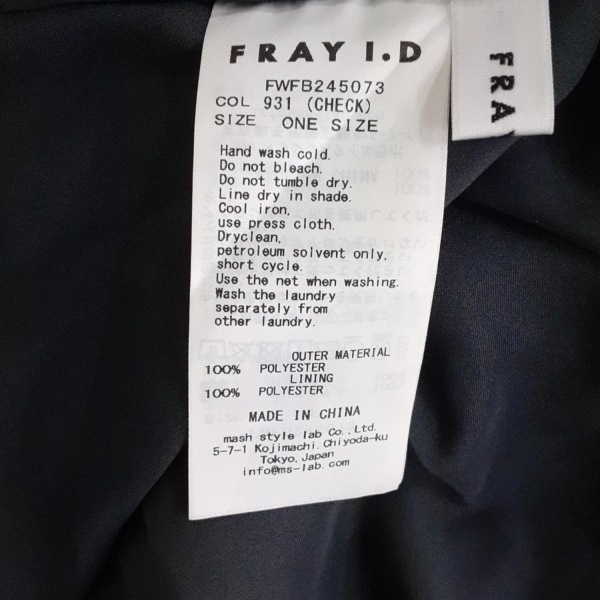 FRAY I.D
FRA
FWFB245073
COL 931 (CHECK)
SIZE ONE SIZE
Hand wash cold.
Do not bleach.
Do not tumble dry.
Line dry in shade.
Cool iron,
use press cloth.
Dryclean,
petroleum solvent only,
short cycle.
Use the net when washing.
Wash the laundry
separately from
other laundry.
OUTER MATERIAL
100% POLYESTER
LINING
100% POLYESTER
MADE IN CHINA
mash style lab Co., Ltd.
5-7-1 Kojimachi, Chiyoda-ku
Tokyo, Japan
info@ms-lab.com